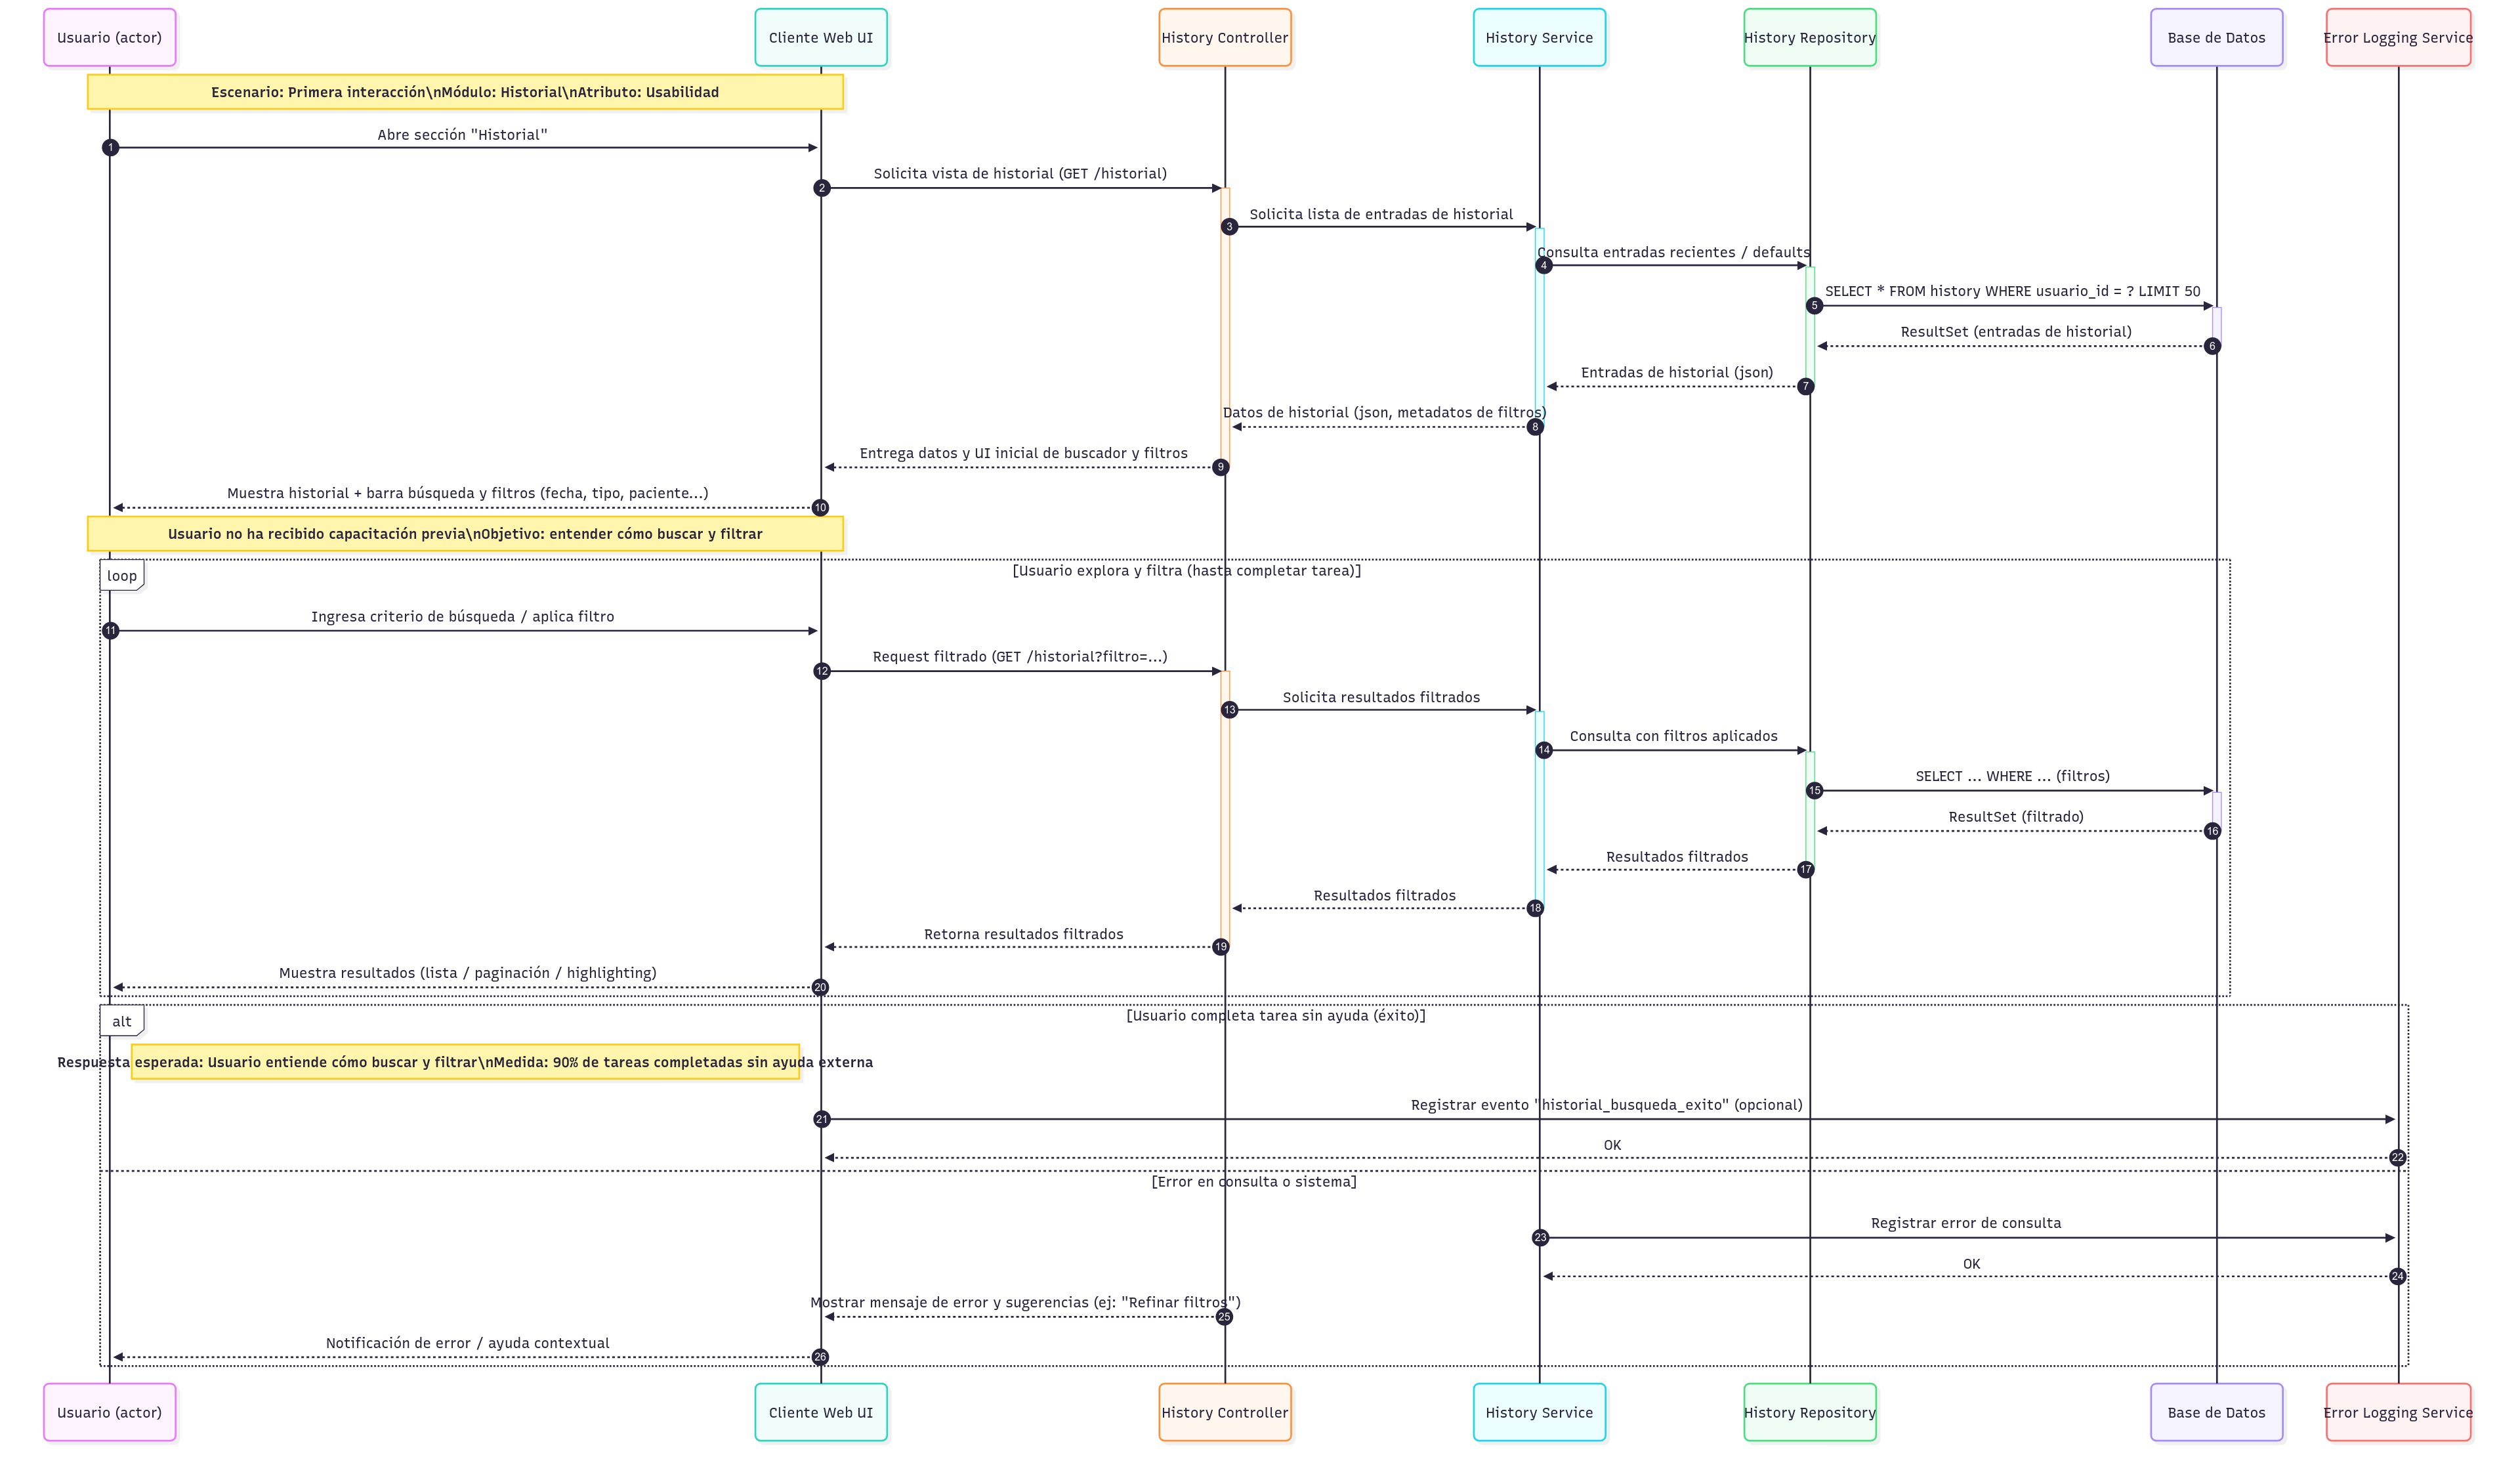 Usuario (actor)
Cliente Web UI
History Controller
History Service
History Repository
Base de Datos
Error Logging Service
Escenario: Primera interacción\nMódulo: Historial\nAtributo: Usabilidad
Abre sección "Historial"
1
Solicita vista de historial (GET /historial)
2
Solicita lista de entradas de historial
3
Consulta entradas recientes / defaults
4
SELECT * FROM history WHERE usuario_id = ? LIMIT 50
5
ResultSet (entradas de historial)
6
Entradas de historial (json)
7
Datos de historial (json, metadatos de filtros)
8
Entrega datos y UI inicial de buscador y filtros
9
Muestra historial + barra búsqueda y filtros (fecha, tipo, paciente...)
10
Usuario no ha recibido capacitación previa\nObjetivo: entender cómo buscar y filtrar
loop
[Usuario explora y filtra (hasta completar tarea)]
Ingresa criterio de búsqueda / aplica filtro
11
Request filtrado (GET /historial?filtro=...)
12
Solicita resultados filtrados
13
Consulta con filtros aplicados
14
SELECT ... WHERE ... (filtros)
15
ResultSet (filtrado)
16
Resultados filtrados
17
Resultados filtrados
18
Retorna resultados filtrados
19
Muestra resultados (lista / paginación / highlighting)
20
alt
[Usuario completa tarea sin ayuda (éxito)]
Respuesta esperada: Usuario entiende cómo buscar y filtrar\nMedida: 90% de tareas completadas sin ayuda externa
Registrar evento "historial_busqueda_exito" (opcional)
21
OK
22
[Error en consulta o sistema]
Registrar error de consulta
23
OK
24
Mostrar mensaje de error y sugerencias (ej: "Refinar filtros")
25
Notificación de error / ayuda contextual
26
Usuario (actor)
Cliente Web UI
History Controller
History Service
History Repository
Base de Datos
Error Logging Service